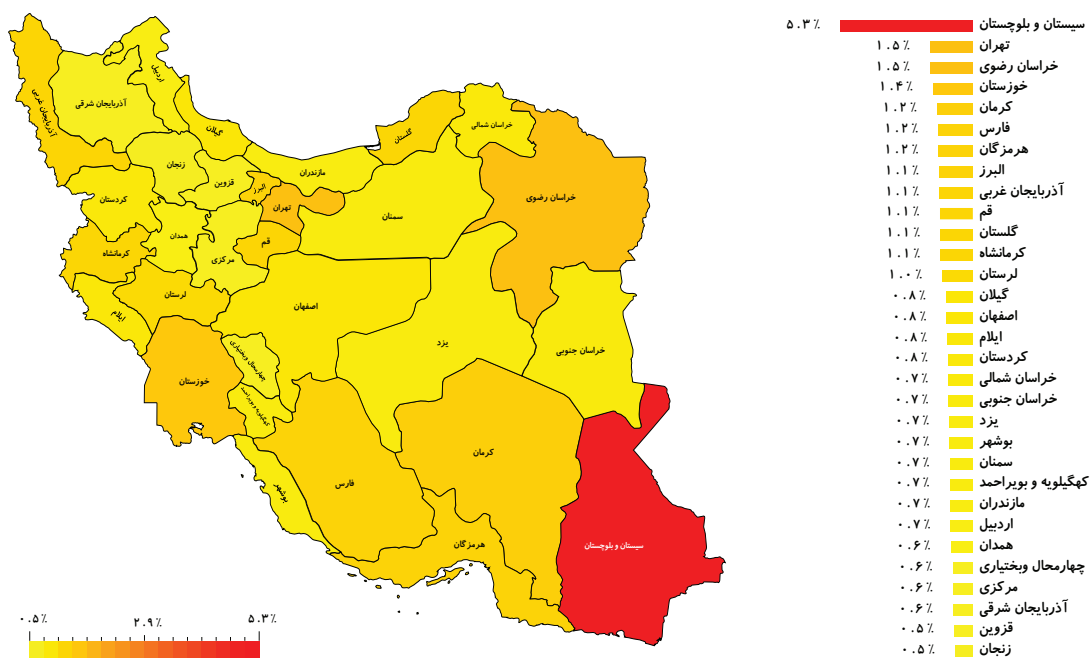 سیستان و بلوچستان ۵.۳٪
تهران ۱.۵٪
خراسان رضوی ۱.۵٪
خوزستان ۱.۴٪
کرمان ۱.۲٪
فارس ۱.۲٪
هرمزگان ۱.۲٪
البرز ۱.۱٪
آذربایجان غربی ۱.۱٪
قم ۱.۱٪
گلستان ۱.۱٪
کرمانشاه ۱.۱٪
لرستان ۱.۰٪
گیلان ۰.۸٪
اصفهان ۰.۸٪
ایلام ۰.۸٪
کردستان ۰.۸٪
خراسان شمالی ۰.۷٪
خراسان جنوبی ۰.۷٪
یزد ۰.۷٪
بوشهر ۰.۷٪
سمنان ۰.۷٪
کهگیلویه و بویراحمد ۰.۷٪
مازندران ۰.۷٪
اردبیل ۰.۷٪
همدان ۰.۶٪
چهارمحال وبختیاری ۰.۶٪
مرکزی ۰.۶٪
آذربایجان شرقی ۰.۶٪
قزوین ۰.۵٪
زنجان ۰.۵٪
اردبیل
آذربایجان شرقی
آذربایجان غربی
گیلان
گلستان
خراسان شمالی
زنجان
مازندران
قزوین
البرز
کردستان
تهران
خراسان رضوی
سمنان
همدان
قم
کرمانشاه
مرکزی
لرستان
اصفهان
ایلام
یزد
خراسان جنوبی
چهارمحال وبختیاری
خوزستان
کهگیلویه و بویراحمد
کرمان
فارس
بوشهر
هرمزگان
سیستان و بلوچستان
۰.۵٪
۲.۹٪
۵.۳٪